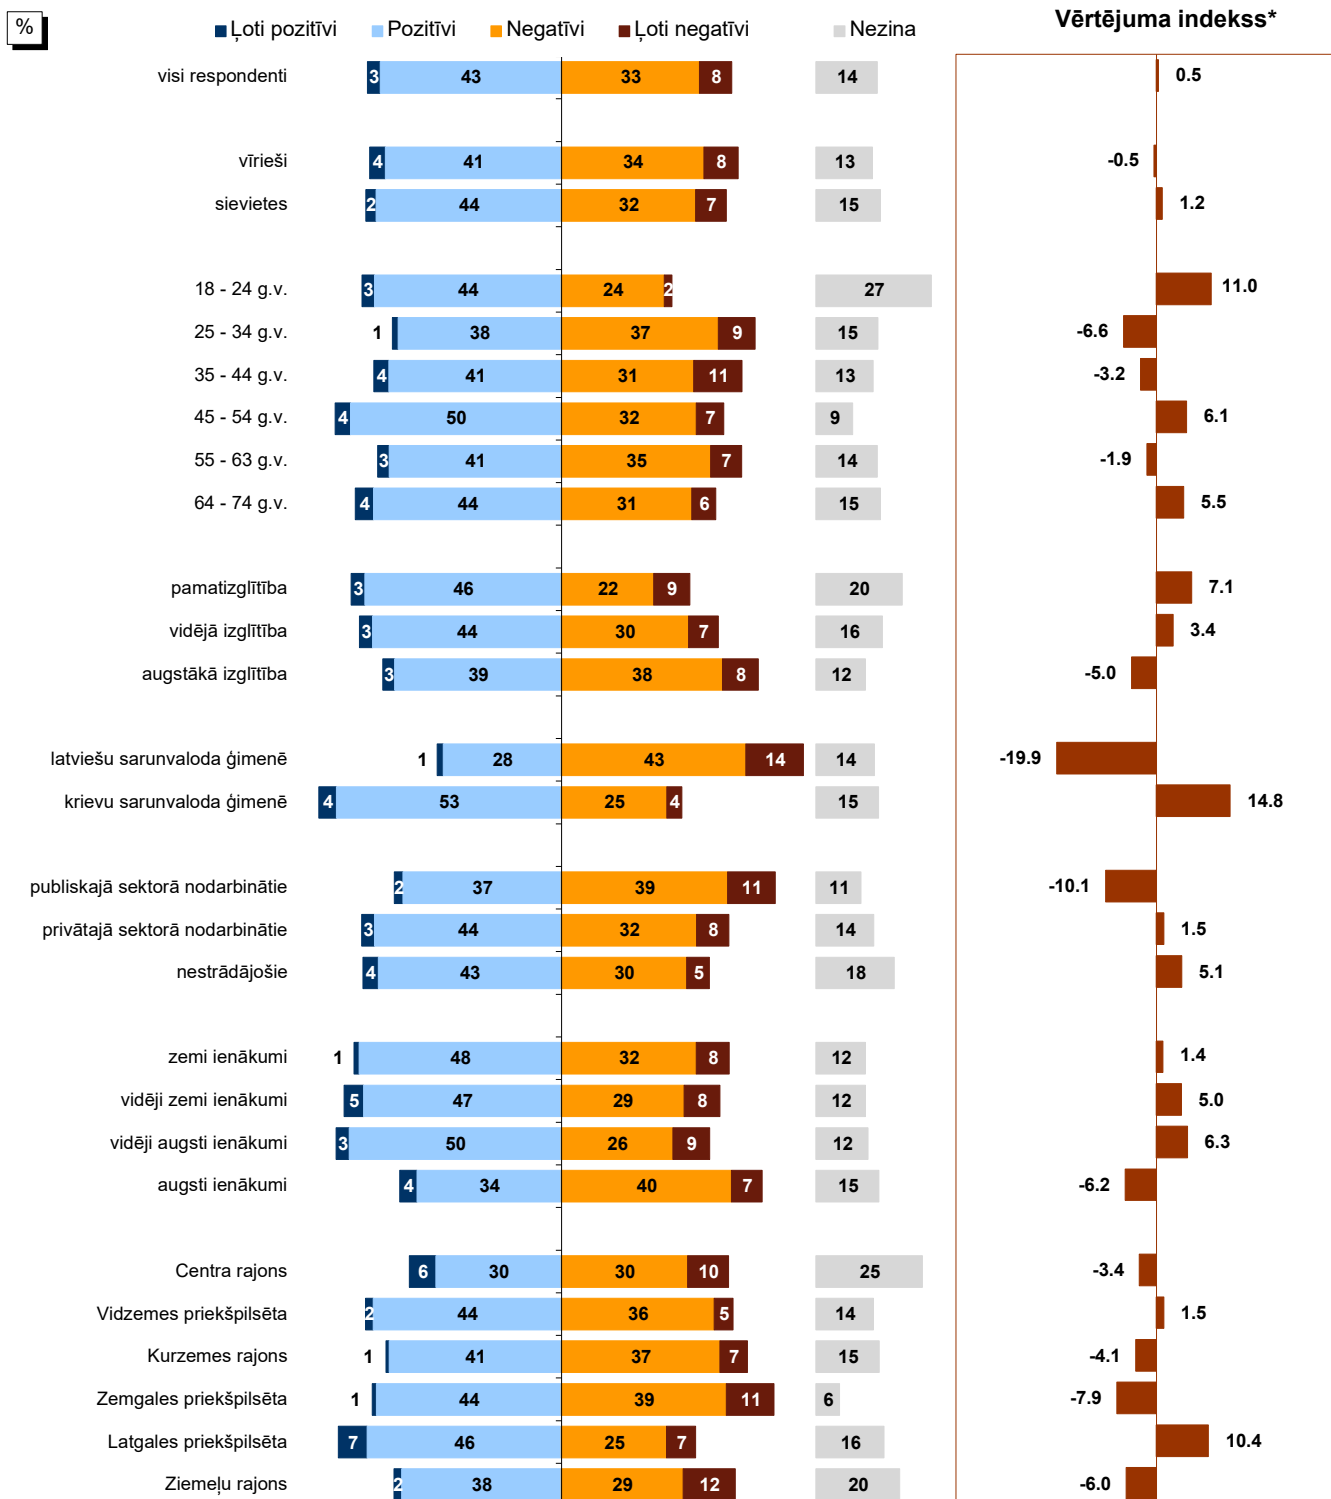 %
Ļoti pozitīvi Pozitīvi Negatīvi Ļoti negatīvi Nezina
Vērtējuma indekss*
visi respondenti 3 43 33 8 14 0.5
vīrieši 4 41 34 8 13 -0.5
sievietes 2 44 32 7 15 1.2
18 - 24 g.v. 3 44 24 2 27 11.0
25 - 34 g.v. 1 38 37 9 15 -6.6
35 - 44 g.v. 4 41 31 11 13 -3.2
45 - 54 g.v. 4 50 32 7 9 6.1
55 - 63 g.v. 3 41 35 7 14 -1.9
64 - 74 g.v. 4 44 31 6 15 5.5
pamatizglītība 3 46 22 9 20 7.1
vidējā izglītība 3 44 30 7 16 3.4
augstākā izglītība 3 39 38 8 12 -5.0
latviešu sarunvaloda ģimenē 1 28 43 14 14 -19.9
krievu sarunvaloda ģimenē 4 53 25 4 15 14.8
publiskajā sektorā nodarbinātie 2 37 39 11 11 -10.1
privātajā sektorā nodarbinātie 3 44 32 8 14 1.5
nestrādājošie 4 43 30 5 18 5.1
zemi ienākumi 1 48 32 8 12 1.4
vidēji zemi ienākumi 5 47 29 8 12 5.0
vidēji augsti ienākumi 3 50 26 9 12 6.3
augsti ienākumi 4 34 40 7 15 -6.2
Centra rajons 6 30 30 10 25 -3.4
Vidzemes priekšpilsēta 2 44 36 5 14 1.5
Kurzemes rajons 1 41 37 7 15 -4.1
Zemgales priekšpilsēta 1 44 39 11 6 -7.9
Latgales priekšpilsēta 7 46 25 7 16 10.4
Ziemeļu rajons 2 38 29 12 20 -6.0